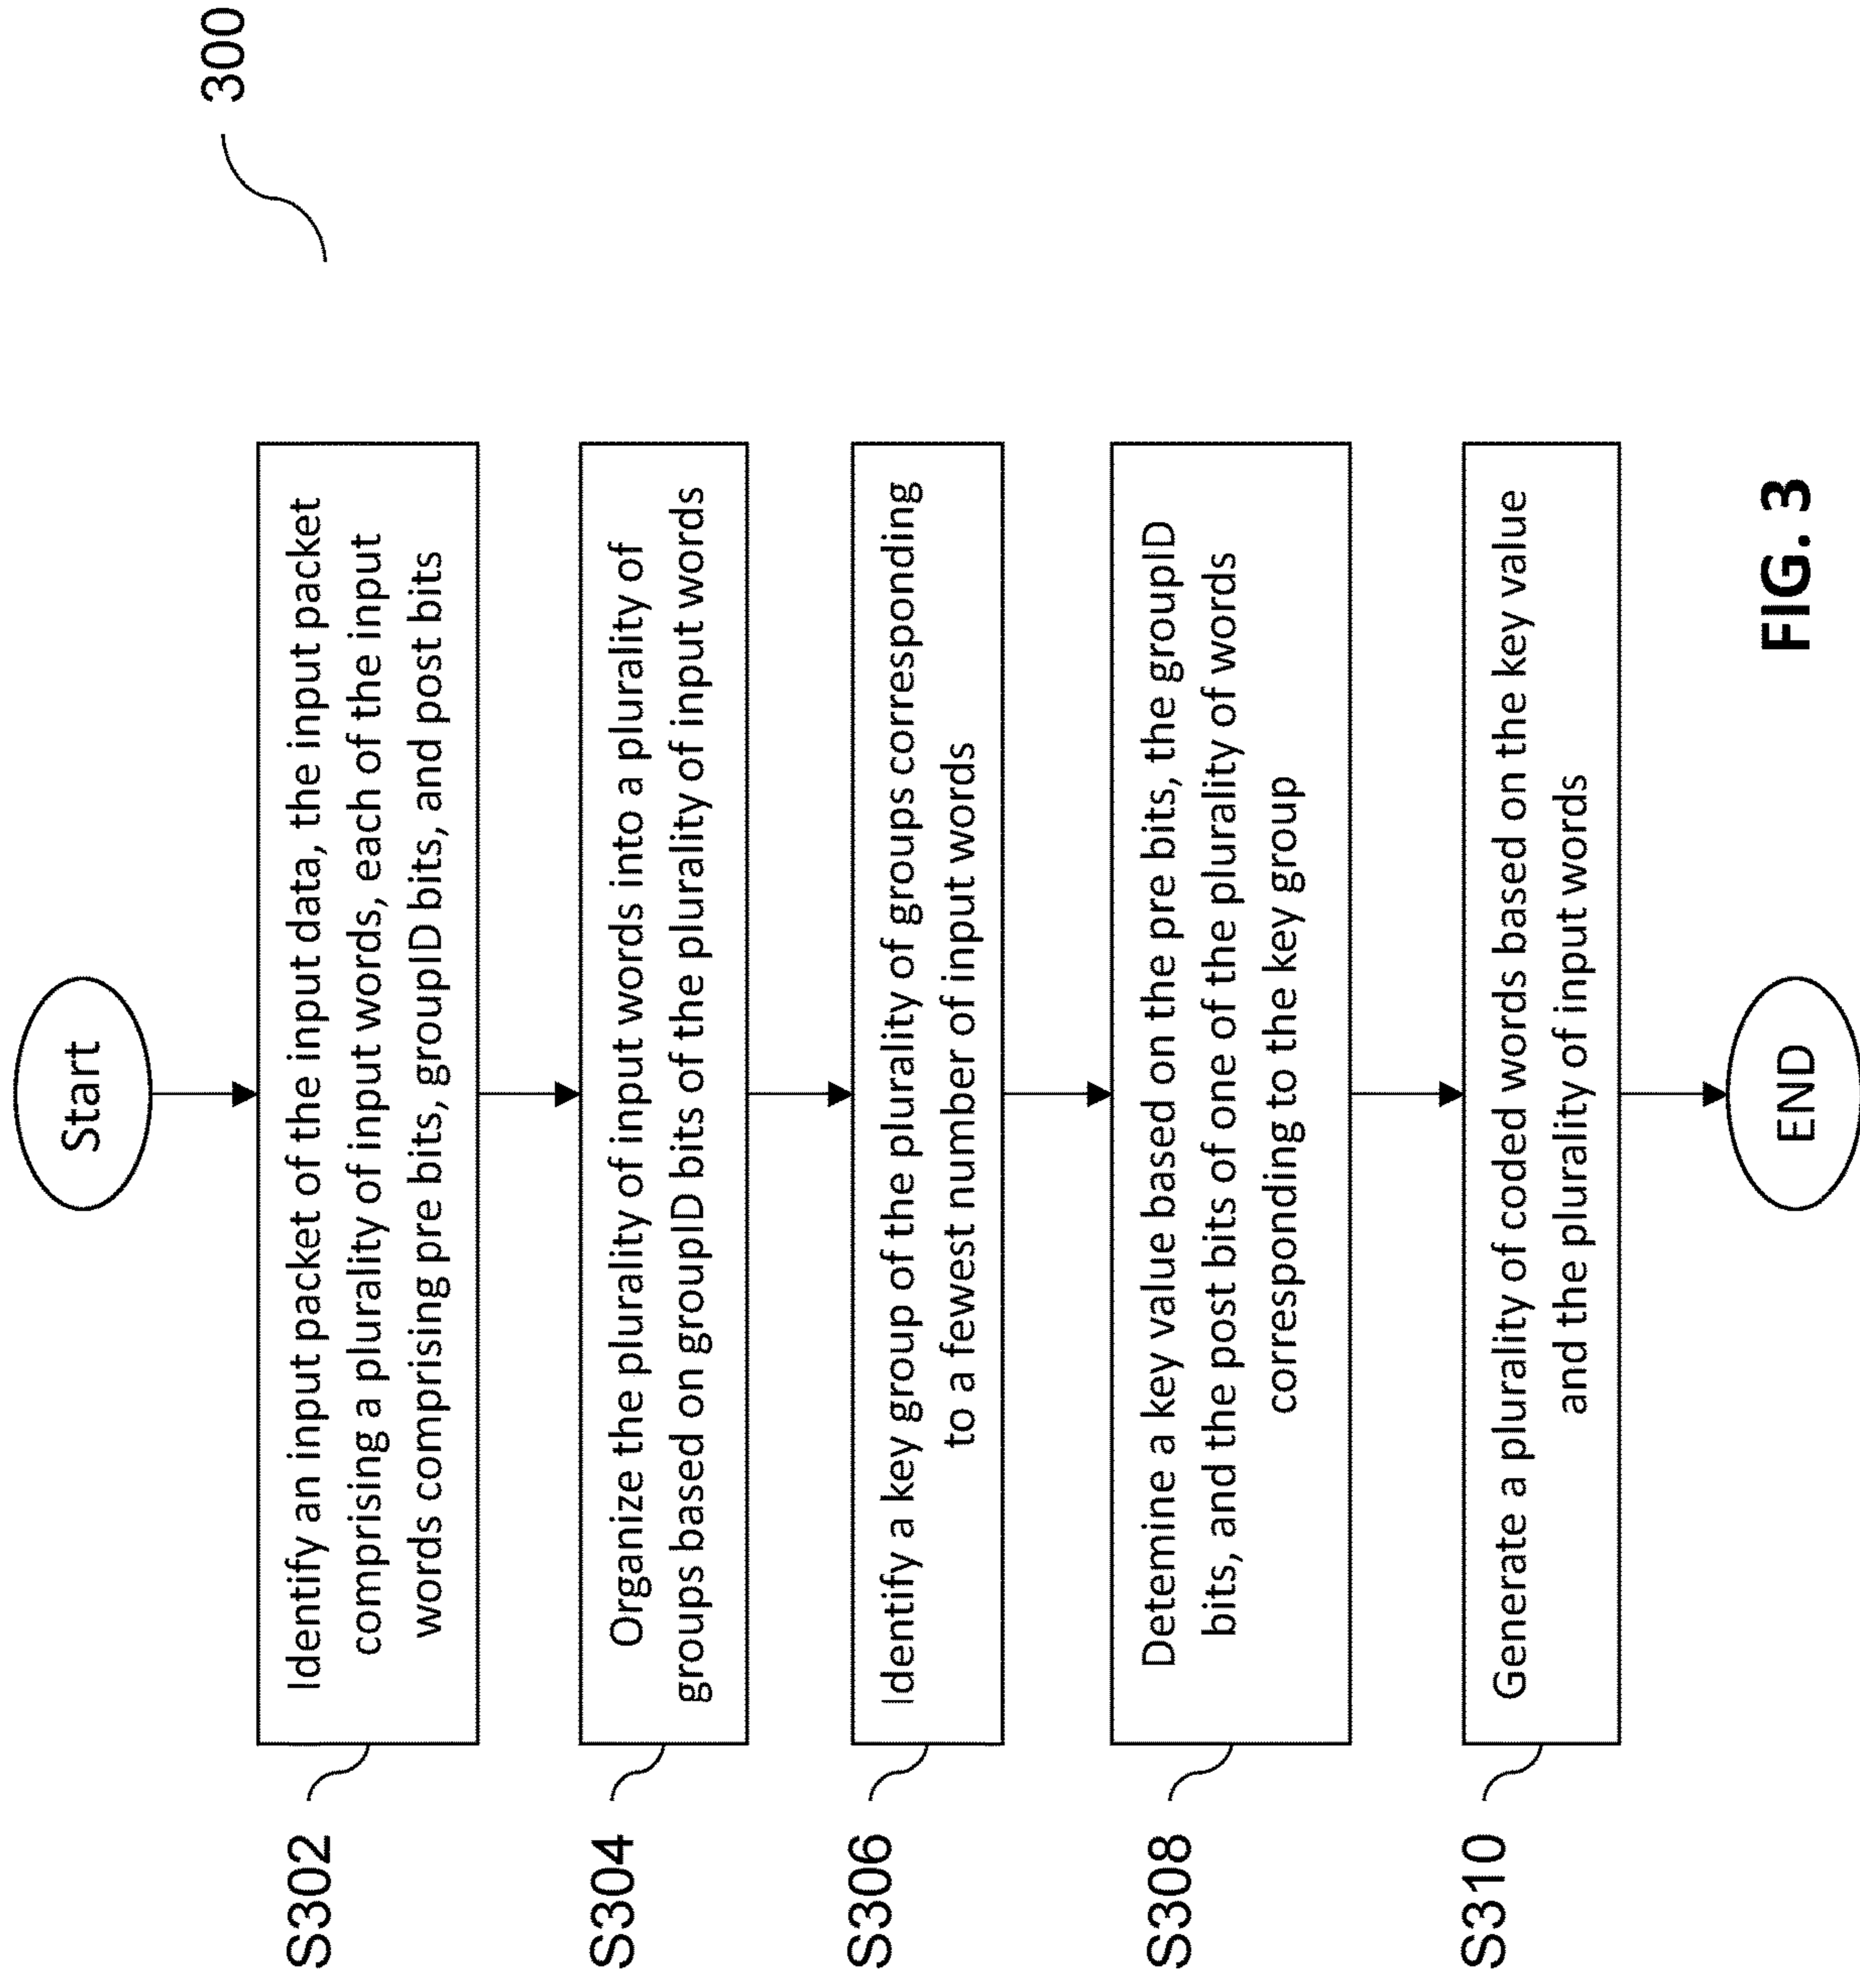 300
Start
S302
Identify an input packet of the input data, the input packet
comprising a plurality of input words, each of the input
words comprising pre bits, groupID bits, and post bits
S304
Organize the plurality of input words into a plurality of
groups based on groupID bits of the plurality of input words
S306
Identify a key group of the plurality of groups corresponding
to a fewest number of input words
S308
Detemine a key value based on the pre bits, the groupID
bits, and the post bits of one of the plurality of words
corresponding to the key group
S310
Generate a plurality of coded words based on the key value
and the plurality of input words
END
FIG. 3